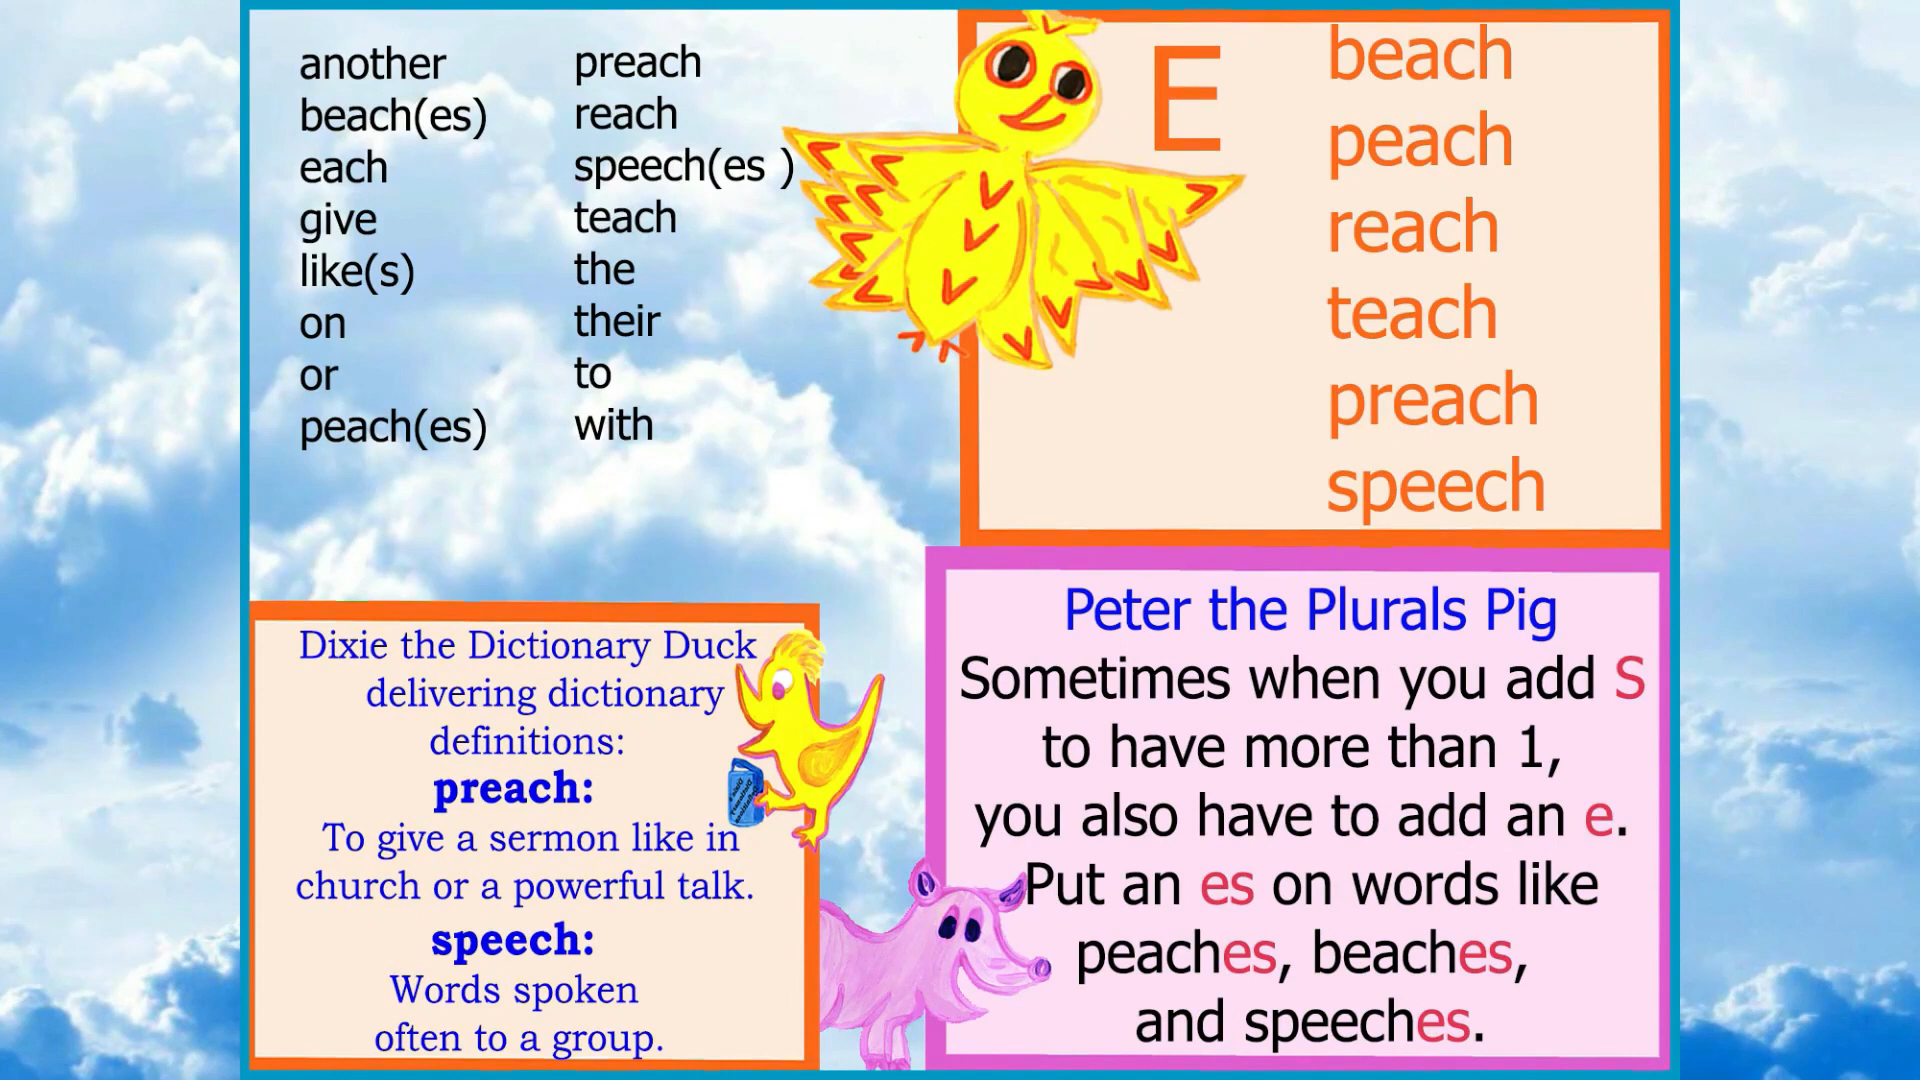 another
beach(es)
each
give
like(s)
on
or
peach(es)
preach
reach
speech(es )
teach
the
their
to
with
E
beach
peach
reach
teach
preach
speech
Dixie the Dictionary Duck
delivering dictionary
definitions:
preach:
To give a sermon like in
church or a powerful talk.
speech:
Words spoken
often to a group.
Peter the Plurals Pig
Sometimes when you add S
to have more than 1,
you also have to add an e.
Put an es on words like
peaches, beaches,
and speeches.